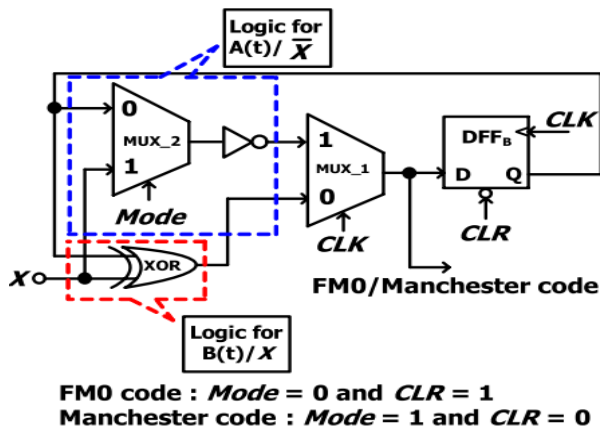 Logic for
A(t)/ X̅
0
MUX_2
1
Mode
1
MUX_1
0
CLK
DFFB
D Q
CLK
CLR
X
XOR
FM0/Manchester code
Logic for
B(t)/X
FM0 code : Mode = 0 and CLR = 1
Manchester code : Mode = 1 and CLR = 0